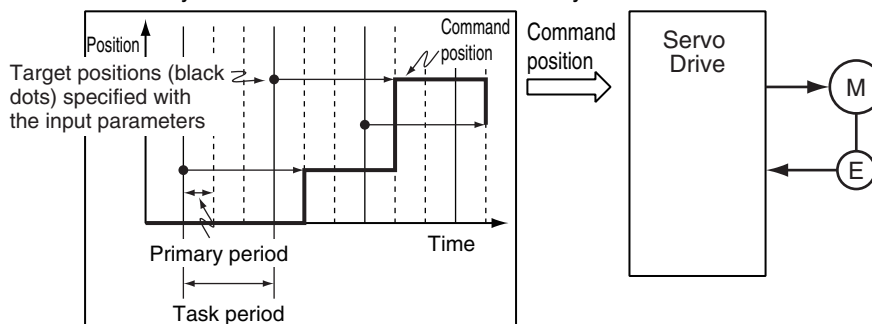 Position
Command
position
Target positions (black
dots) specified with
the input parameters
Primary period
Time
Task period
Command
position
Servo
Drive
M
E